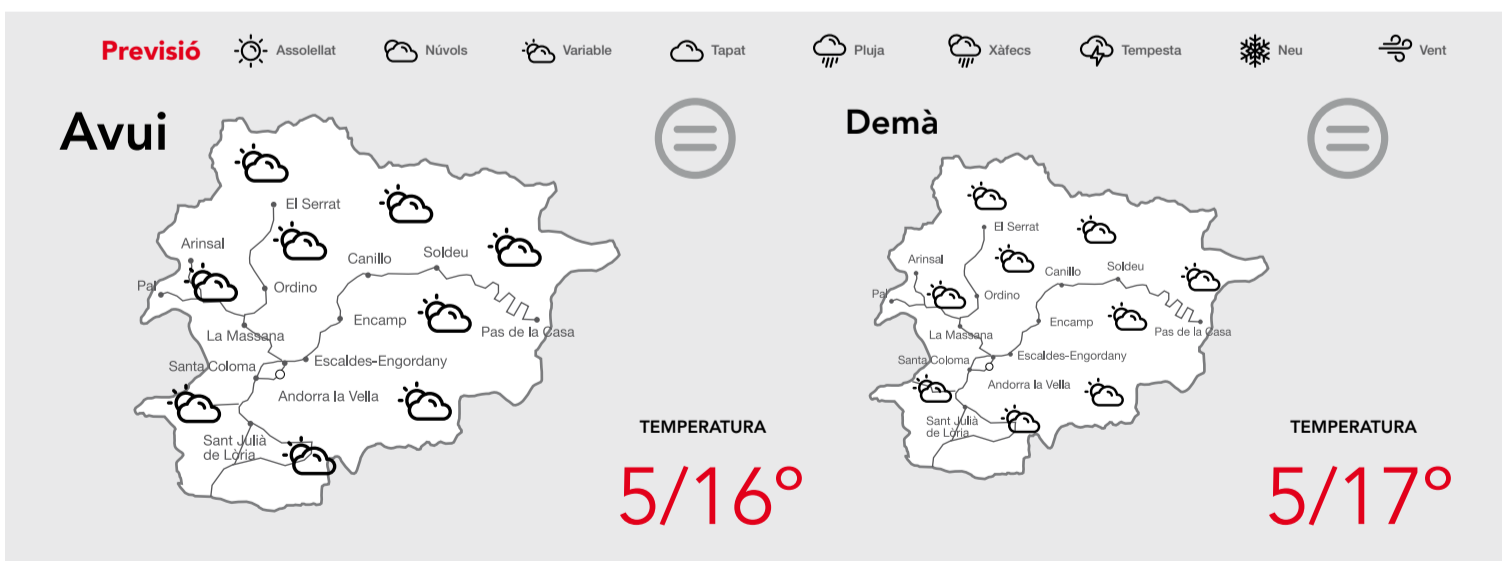 Previsió Assolellat Núvols Variable Tapat Pluja Xàfecs Tempesta Neu Vent
Avui
El Serrat
Arinsal
Canillo
Soldeu
Pal
Ordino
Encamp
La Massana
Pas de la Casa
Santa Coloma
Escaldes-Engordany
Andorra la Vella
Sant Julià
de Lòria
TEMPERATURA
5/16°
Demà
El Serrat
Arinsal
Canillo
Soldeu
Pal
Ordino
Encamp
La Massana
Pas de la Casa
Santa Coloma
Escaldes-Engordany
Andorra la Vella
Sant Julià
de Lòria
TEMPERATURA
5/17°